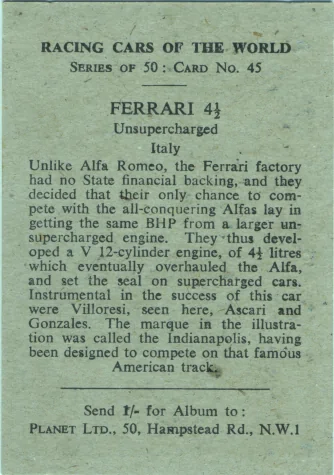 RACING CARS OF THE WORLD
SERIES OF 50 : CARD No. 45
FERRARI 4½
Unsupercharged
Italy
Unlike Alfa Romeo, the Ferrari factory
had no State financial backing, and they
decided that their only chance to com-
pete with the all-conquering Alfas lay in
getting the same BHP from a larger un-
supercharged engine. They thus devel-
oped a V 12-cylinder engine, of 4½ litres
which eventually overhauled the Alfa,
and set the seal on supercharged cars.
Instrumental in the success of this car
were Villoresi, seen here, Ascari and
Gonzales. The marque in the illustra-
tion was called the Indianapolis, having
been designed to compete on that famous
American track.
Send 1/- for Album to :
PLANET LTD., 50, Hampstead Rd., N.W.1